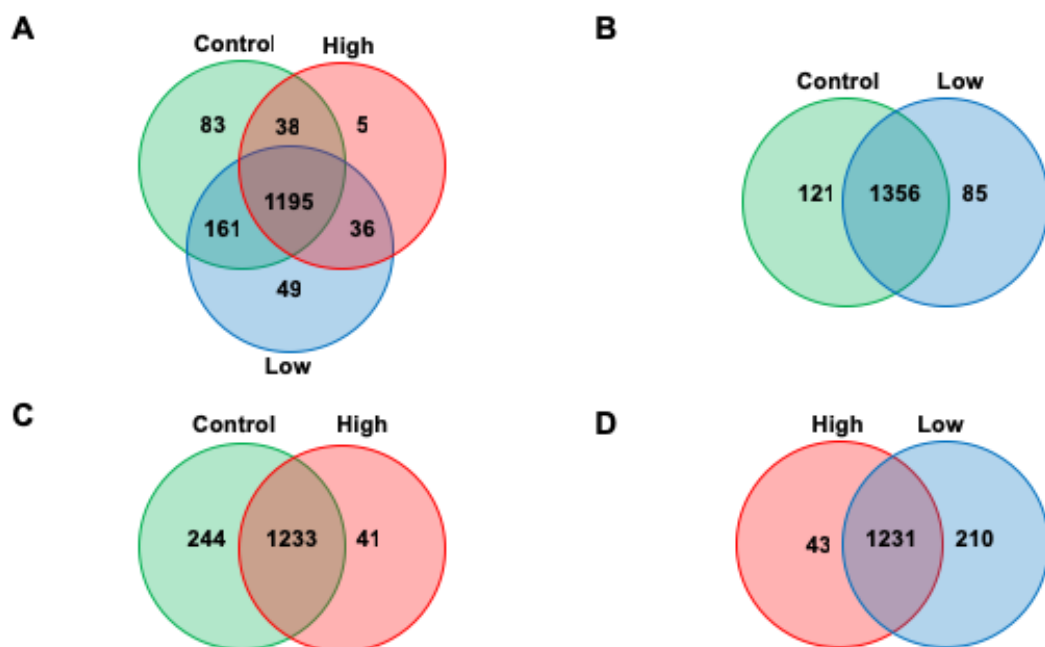 A
Control High
83 38 5
1195
161 36
49
Low
B
Control Low
121 1356 85
C
Control High
244 1233 41
D
High Low
43 1231 210